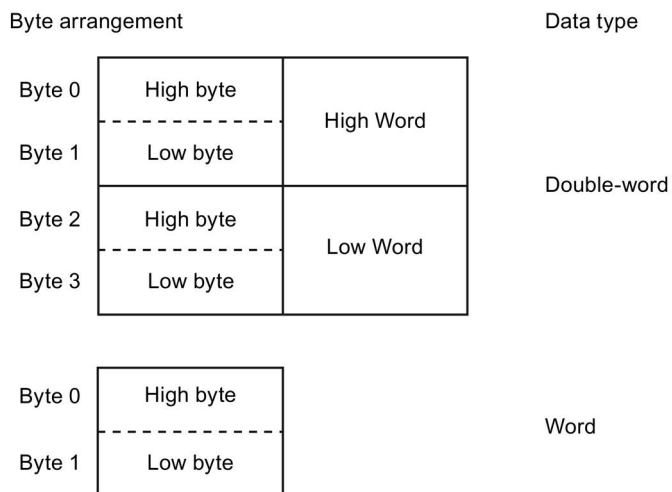 Byte arrangement Data type
Byte 0 High byte
High Word
Byte 1 Low byte
Double-word
Byte 2 High byte
Low Word
Byte 3 Low byte
Byte 0 High byte
Word
Byte 1 Low byte